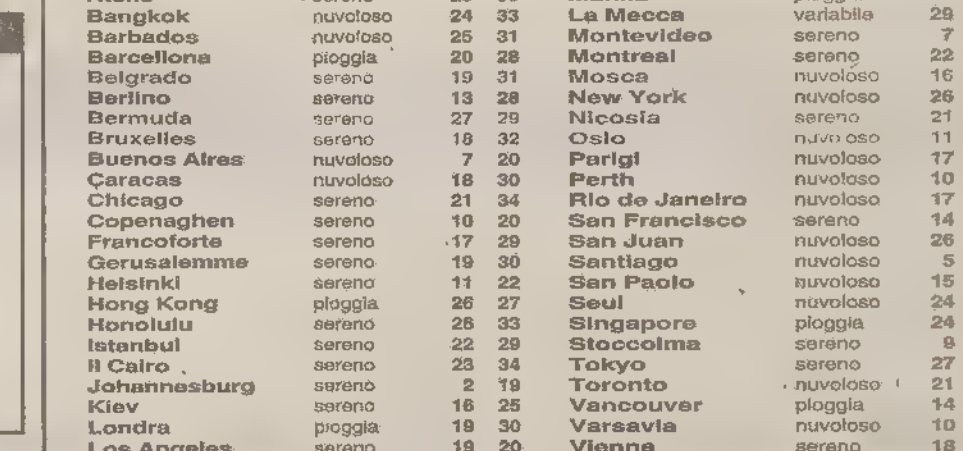 Bangkok nuvoloso 24 33
Barbados nuvoloso 25 31
Barcellona pioggia 20 28
Belgrado sereno 19 31
Berlino sereno 13 28
Bermuda sereno 27 29
Bruxelles sereno 18 32
Buenos Aires nuvoloso 7 20
Caracas nuvoloso 18 30
Chicago sereno 21 34
Copenaghen sereno 10 20
Francoforte sereno 17 29
Gerusalemme sereno 19 30
Helsinki sereno 11 22
Hong Kong pioggia 26 27
Honolulu sereno 26 33
Istanbul sereno 22 29
Il Cairo sereno 23 34
Johannesburg sereno 2 19
Kiev sereno 16 25
Londra pioggia 19 30
Los Angeles sereno 19 20
La Mecca variabile 29
Montevideo sereno 7
Montreal sereno 22
Mosca nuvoloso 16
New York nuvoloso 26
Nicosia sereno 21
Oslo nuvoloso 11
Parigi nuvoloso 17
Perth nuvoloso 10
Rio de Janeiro nuvoloso 17
San Francisco sereno 14
San Juan nuvoloso 26
Santiago nuvoloso 5
San Paolo nuvoloso 15
Seul nuvoloso 24
Singapore pioggia 24
Stoccolma sereno 9
Tokyo sereno 27
Toronto nuvoloso 21
Vancouver pioggia 14
Varsavia nuvoloso 10
Vienna sereno 18